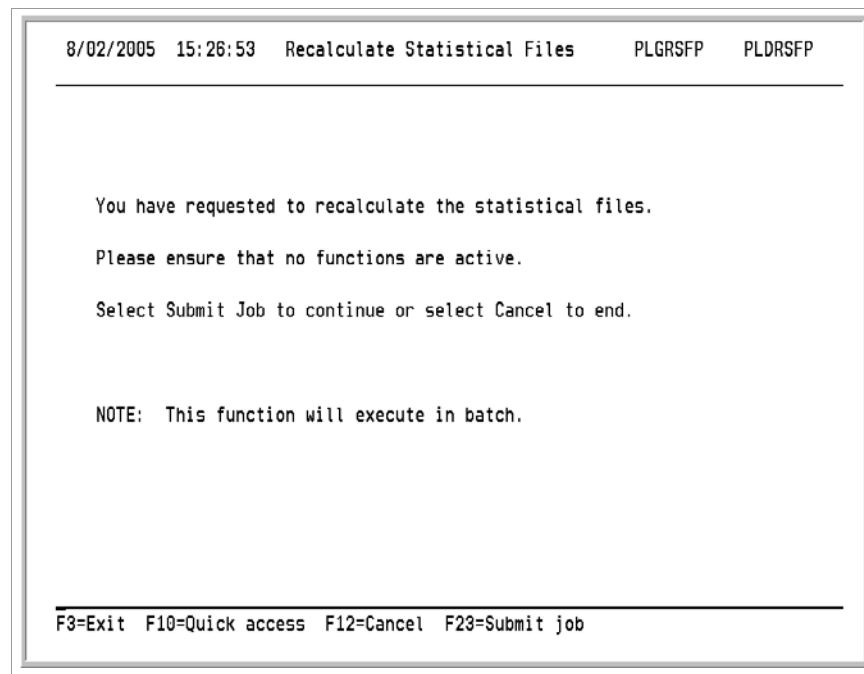 8/02/2005 15:26:53 Recalculate Statistical Files PLGRSFP PLDRSFP
You have requested to recalculate the statistical files.
Please ensure that no functions are active.
Select Submit Job to continue or select Cancel to end.
NOTE: This function will execute in batch.
F3=Exit F10=Quick access F12=Cancel F23=Submit job